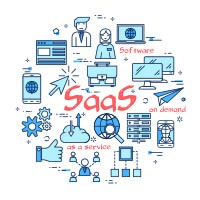 Software
SaaS
on demand
as a service